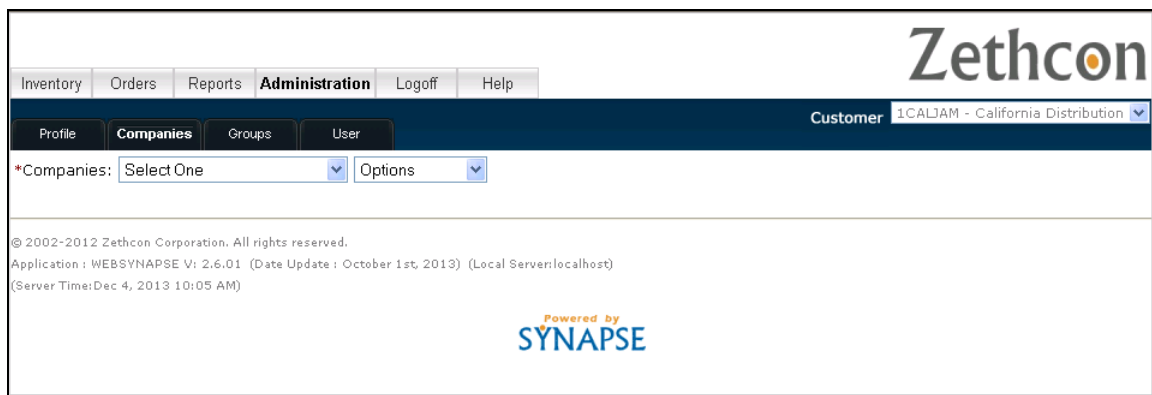 Zethcon
Inventory Orders Reports Administration Logoff Help
Customer 1CALJAM - California Distribution
Profile Companies Groups User
*Companies: Select One Options
© 2002-2012 Zethcon Corporation. All rights reserved.
Application : WEBSYNAPSE V: 2.6.01 (Date Update : October 1st, 2013) (Local Server:localhost)
(Server Time:Dec 4, 2013 10:05 AM)
Powered by
SYNAPSE